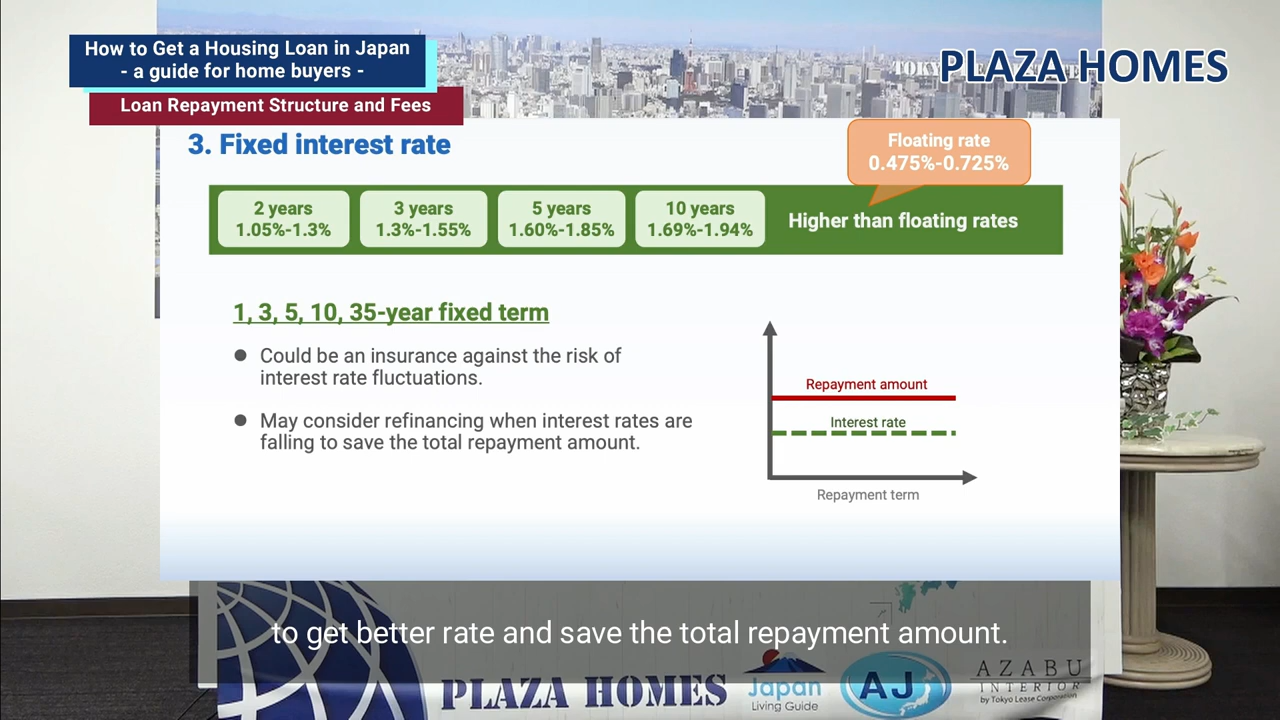 How to Get a Housing Loan in Japan
- a guide for home buyers -
Loan Repayment Structure and Fees
PLAZA HOMES
3. Fixed interest rate
Floating rate
0.475%-0.725%
2 years
1.05%-1.3%
3 years
1.3%-1.55%
5 years
1.60%-1.85%
10 years
1.69%-1.94%
Higher than floating rates
1, 3, 5, 10, 35-year fixed term
● Could be an insurance against the risk of
interest rate fluctuations.
● May consider refinancing when interest rates are
falling to save the total repayment amount.
Repayment amount
Interest rate
Repayment term
to get better rate and save the total repayment amount.
PLAZA HOMES
Japan
Living Guide
AJ
AZABU
INTERIOR
by Tokyo Lease Corporation